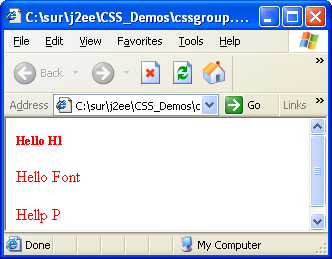 C:\sur\j2ee\CSS_Demos\cssgroup....
File Edit View Favorites Tools Help
Back
Address C:\sur\j2ee\CSS_Demos\c Go Links
Hello H1
Hello Font
Help P
Done My Computer